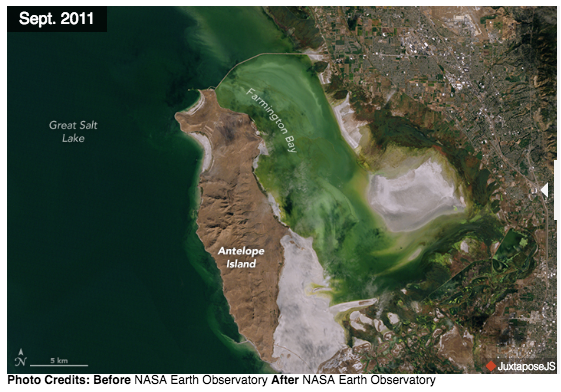 Sept. 2011
Great Salt
Lake
Farmington Bay
Antelope
Island
N
5 km
JuxtaposeJS
Photo Credits: Before NASA Earth Observatory After NASA Earth Observatory